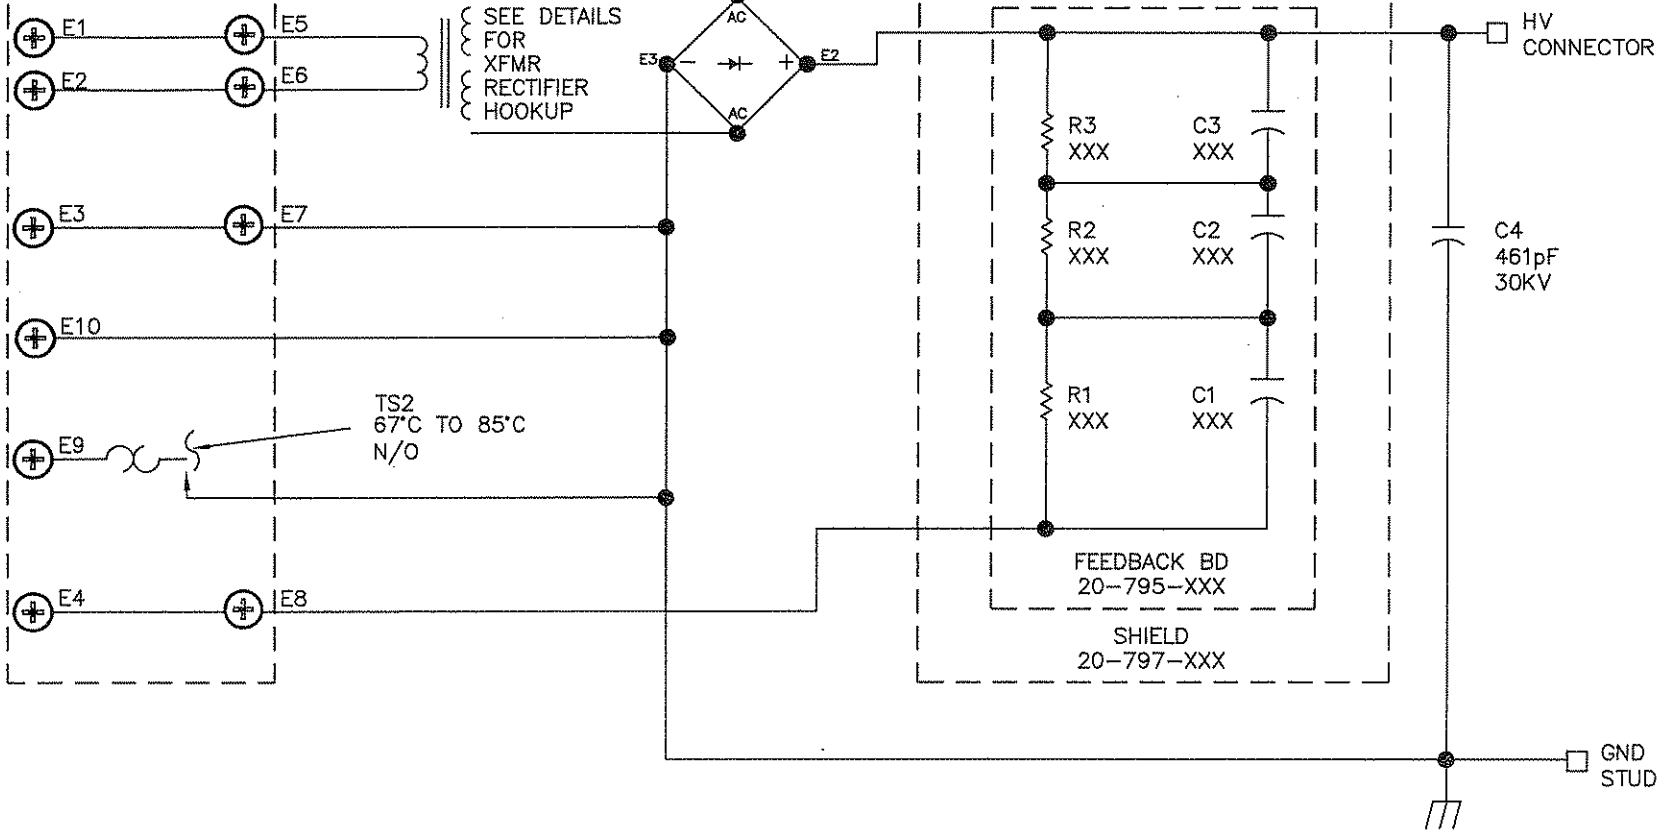 E1
E5
E2
E6
SEE DETAILS
FOR
XFMR
RECTIFIER
HOOKUP
AC
E3
−
+
E2
AC
HV
CONNECTOR
R3
XXX
C3
XXX
E3
E7
R2
XXX
C2
XXX
C4
461pF
30KV
E10
R1
XXX
C1
XXX
TS2
67°C TO 85°C
N/O
E9
E4
E8
FEEDBACK BD
20-795-XXX
SHIELD
20-797-XXX
GND
STUD